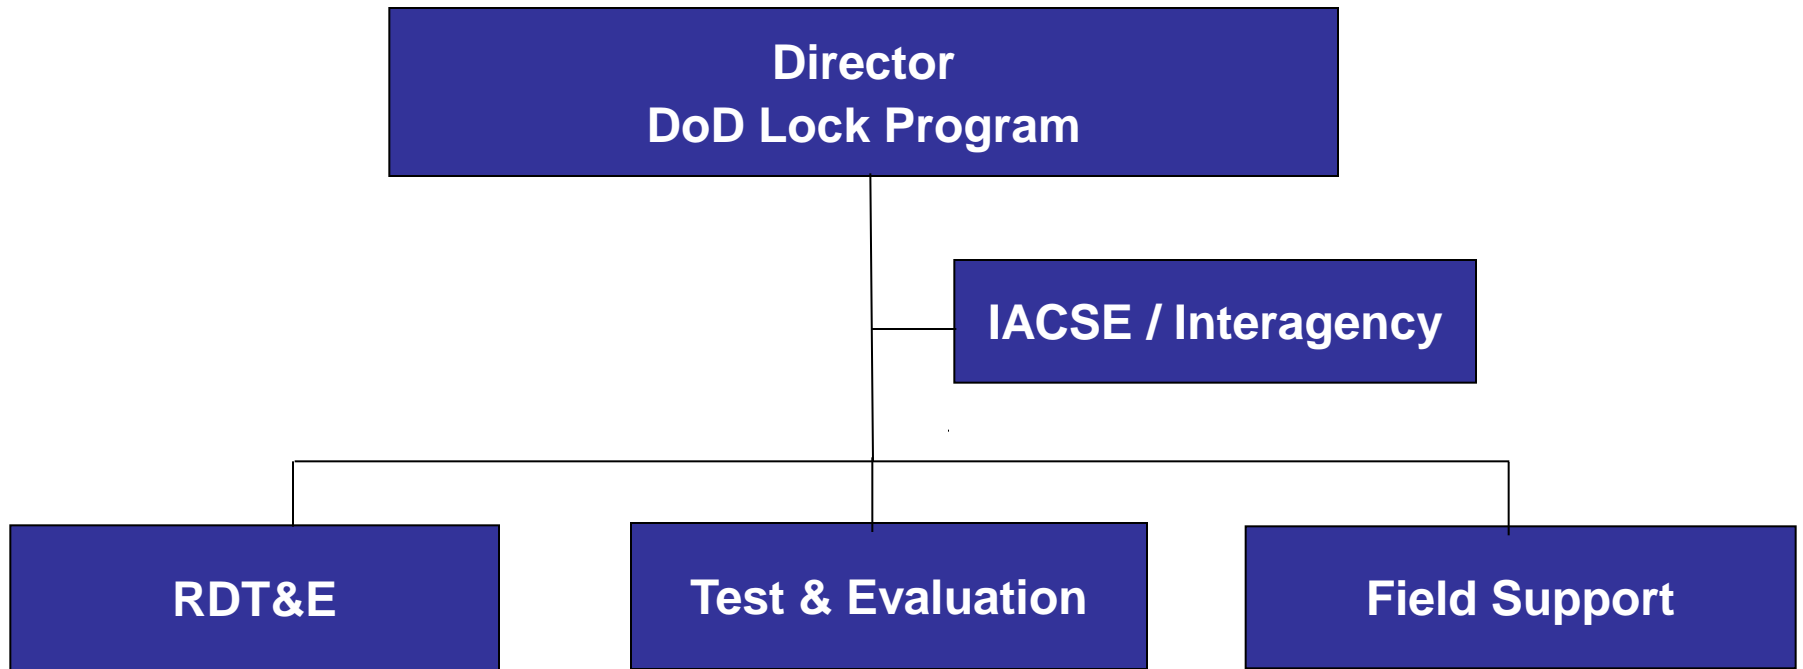 Director
DoD Lock Program
IACSE / Interagency
RDT&E
Test & Evaluation
Field Support